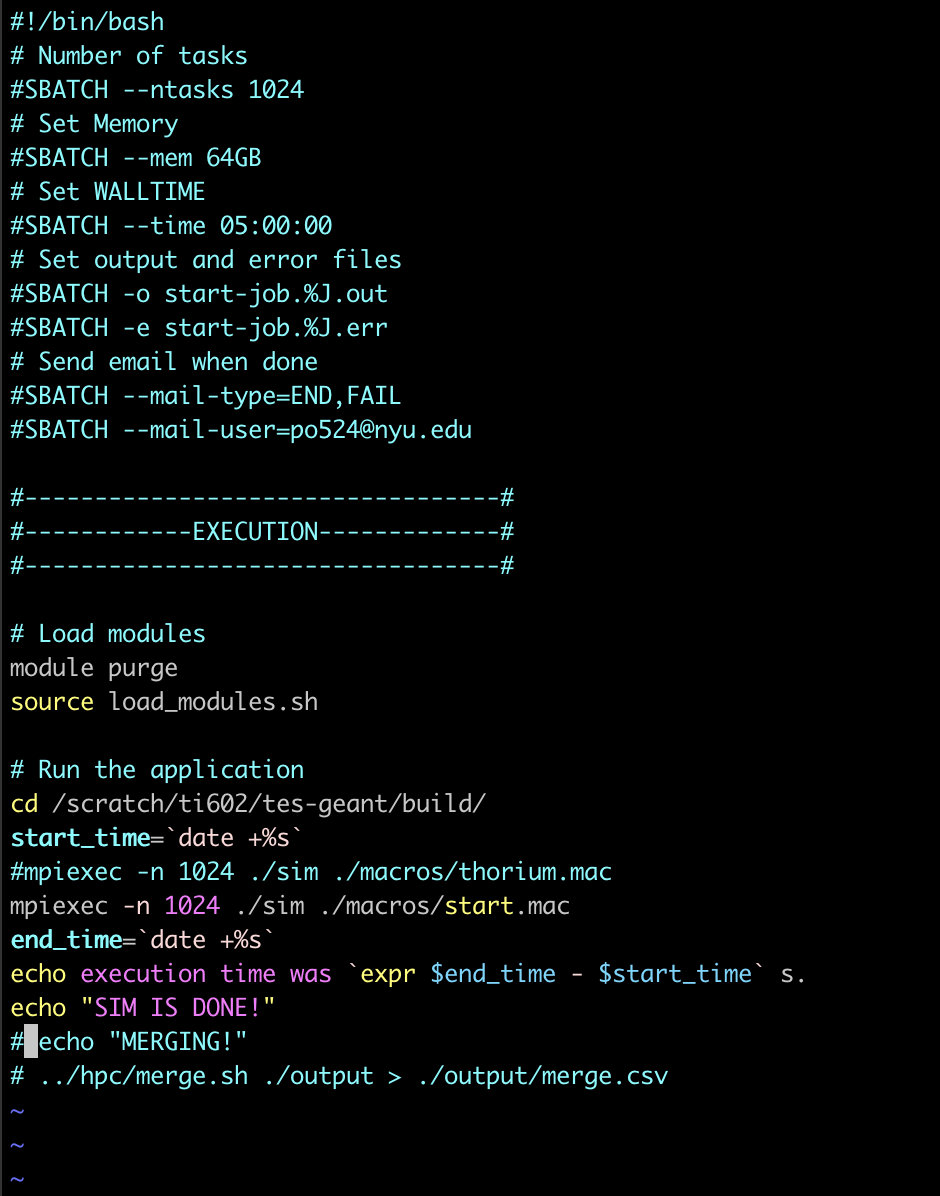 #!/bin/bash
# Number of tasks
#SBATCH --ntasks 1024
# Set Memory
#SBATCH --mem 64GB
# Set WALLTIME
#SBATCH --time 05:00:00
# Set output and error files
#SBATCH -o start-job.%J.out
#SBATCH -e start-job.%J.err
# Send email when done
#SBATCH --mail-type=END,FAIL
#SBATCH --mail-user=po524@nyu.edu
#----------------------------------#
#------------EXECUTION-------------#
#----------------------------------#
# Load modules
module purge
source load_modules.sh
# Run the application
cd /scratch/ti602/tes-geant/build/
start_time=`date +%s`
#mpiexec -n 1024 ./sim ./macros/thorium.mac
mpiexec -n 1024 ./sim ./macros/start.mac
end_time=`date +%s`
echo execution time was `expr $end_time - $start_time` s.
echo "SIM IS DONE!"
# echo "MERGING!"
# ../hpc/merge.sh ./output > ./output/merge.csv
~
~
~